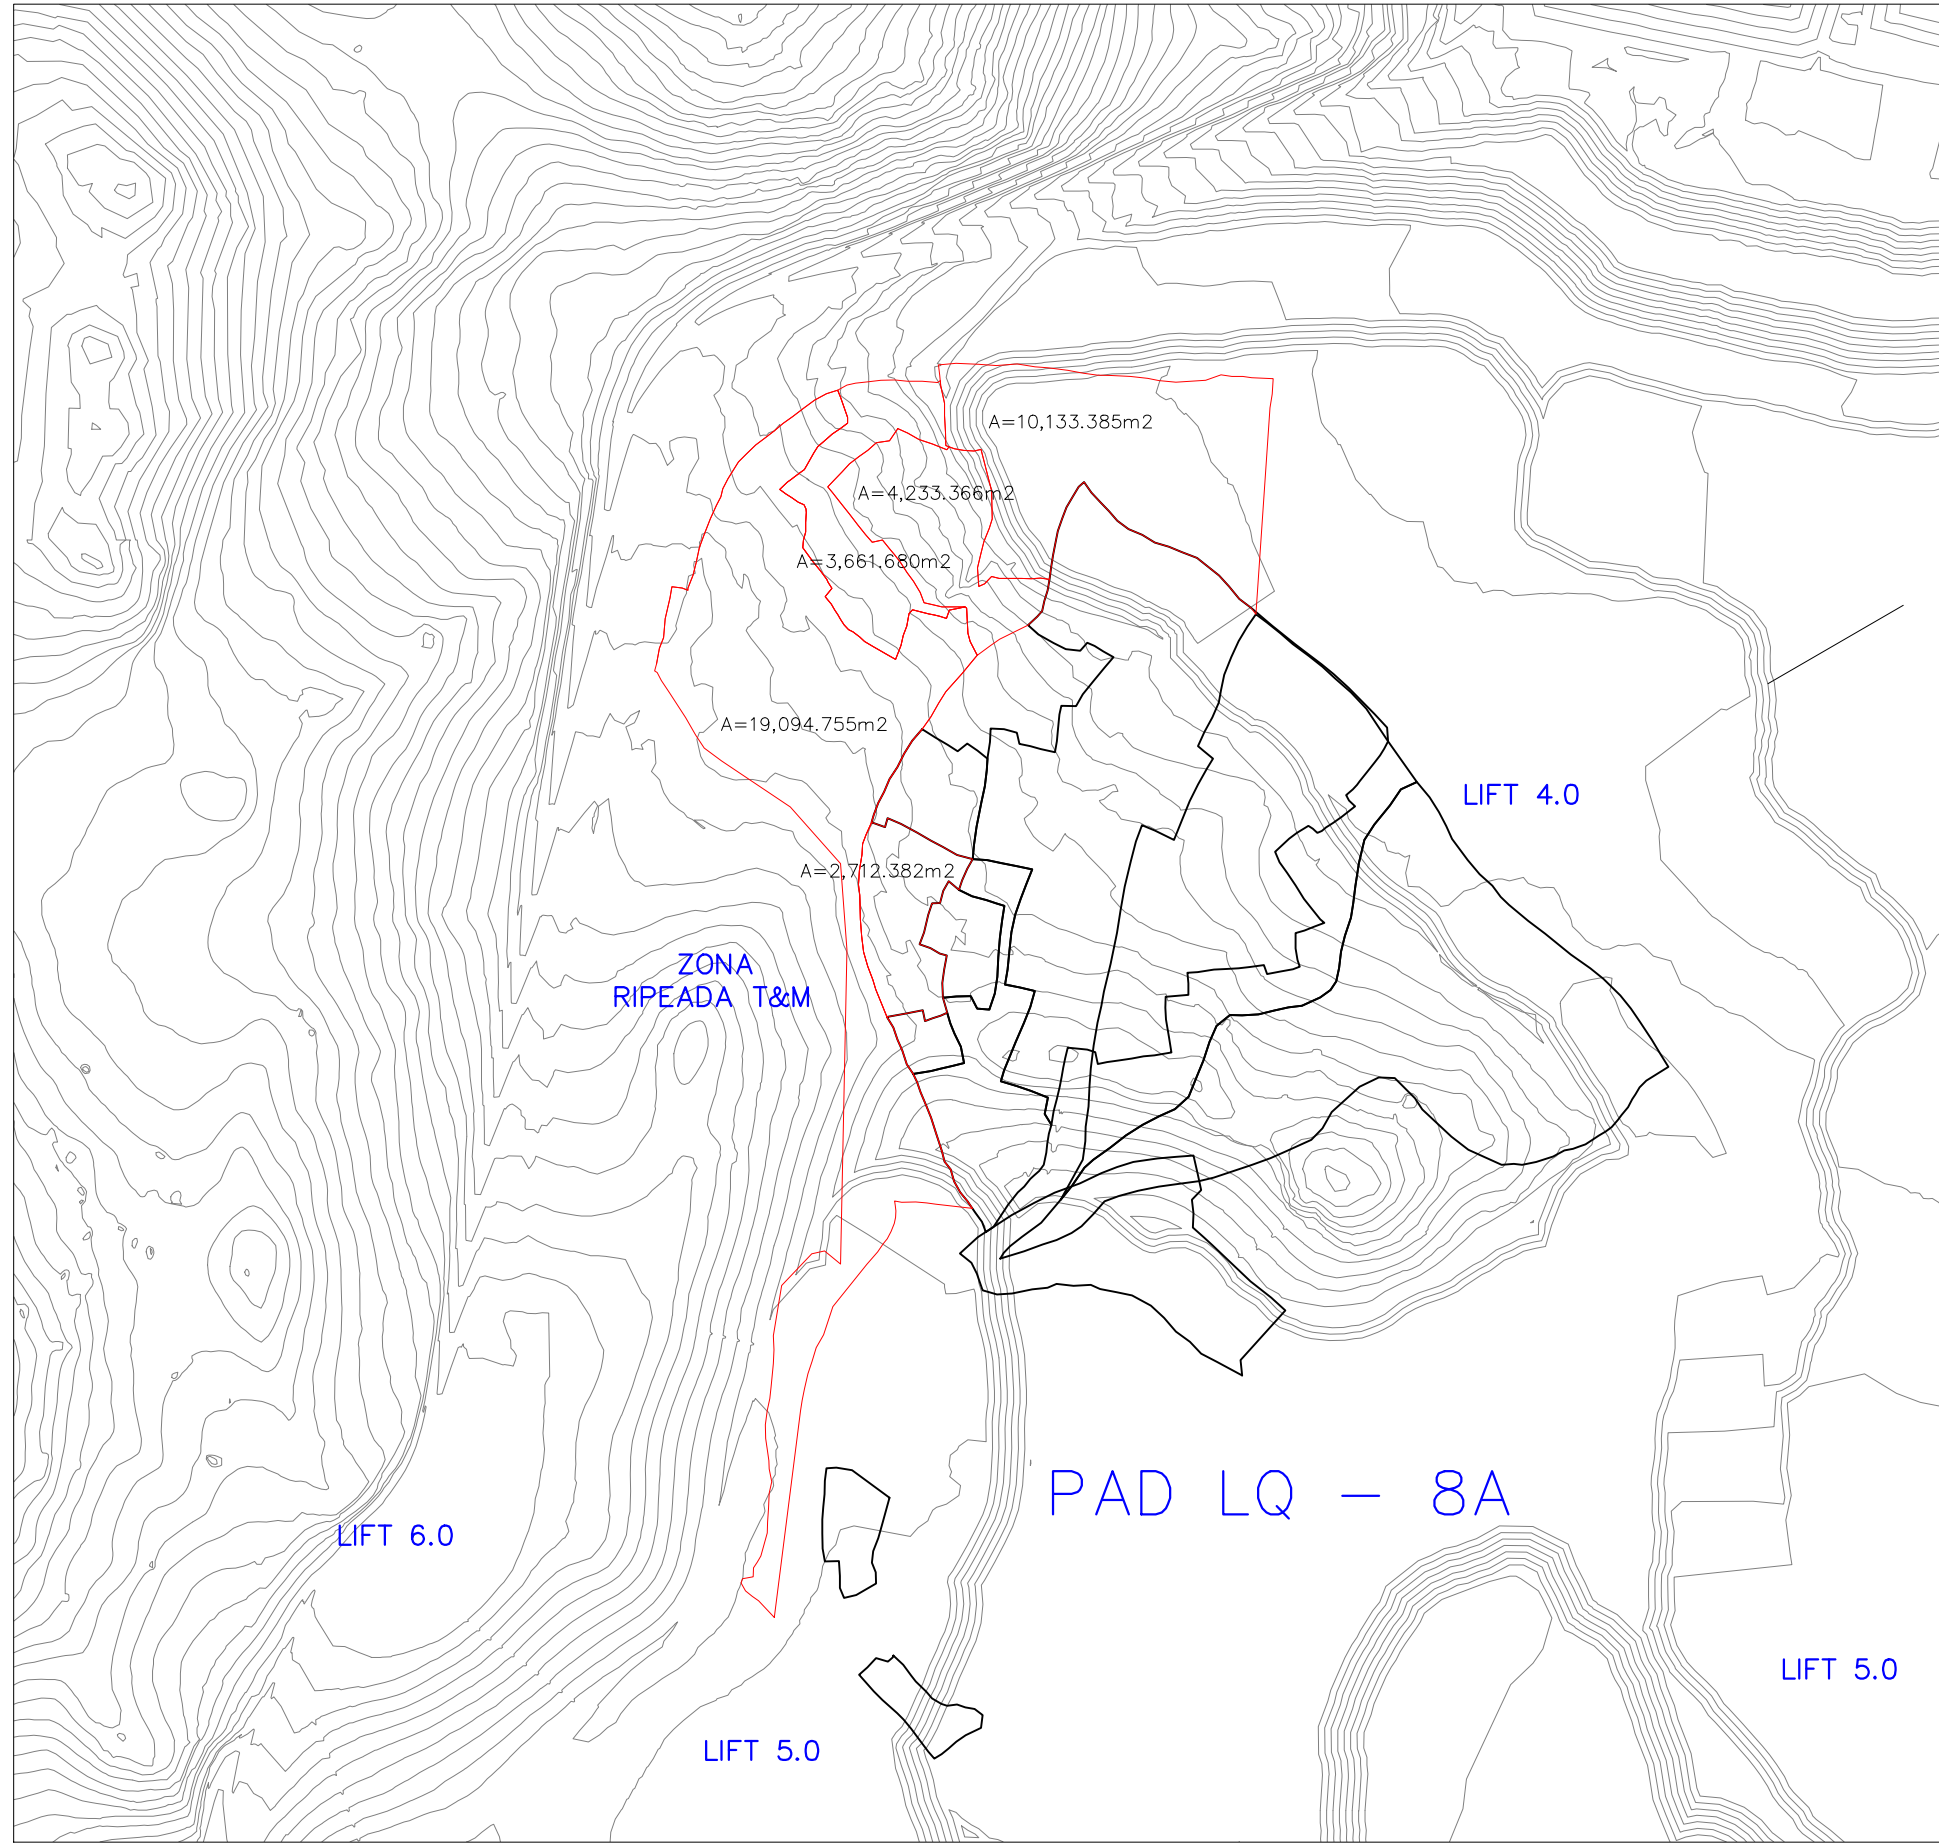 A=10,133.385m2
A=4,233.366m2
A=3,661.680m2
A=19,094.755m2
LIFT 4.0
A=2,712.382m2
ZONA
RIPEADA T&M
PAD LQ - 8A
LIFT 6.0
LIFT 5.0
LIFT 5.0